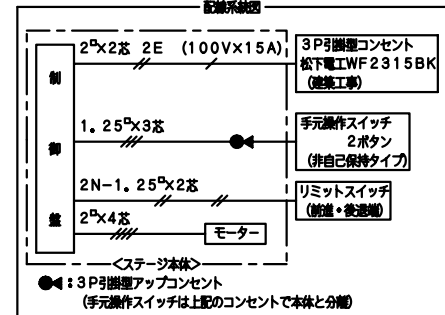 配線系統図
2□×2芯 2E (100V×15A)
3P引掛型コンセント
松下電工WF2315BK
(建築工事)
制
御
盤
1.25□×3芯
手元操作スイッチ
2ボタン
(非自己保持タイプ)
2N-1.25□×2芯
リミットスイッチ
(前進・後退端)
2□×4芯
モーター
<ステージ本体>
:3P引掛型アップコンセント
(手元操作スイッチは上記のコンセントで本体と分離)